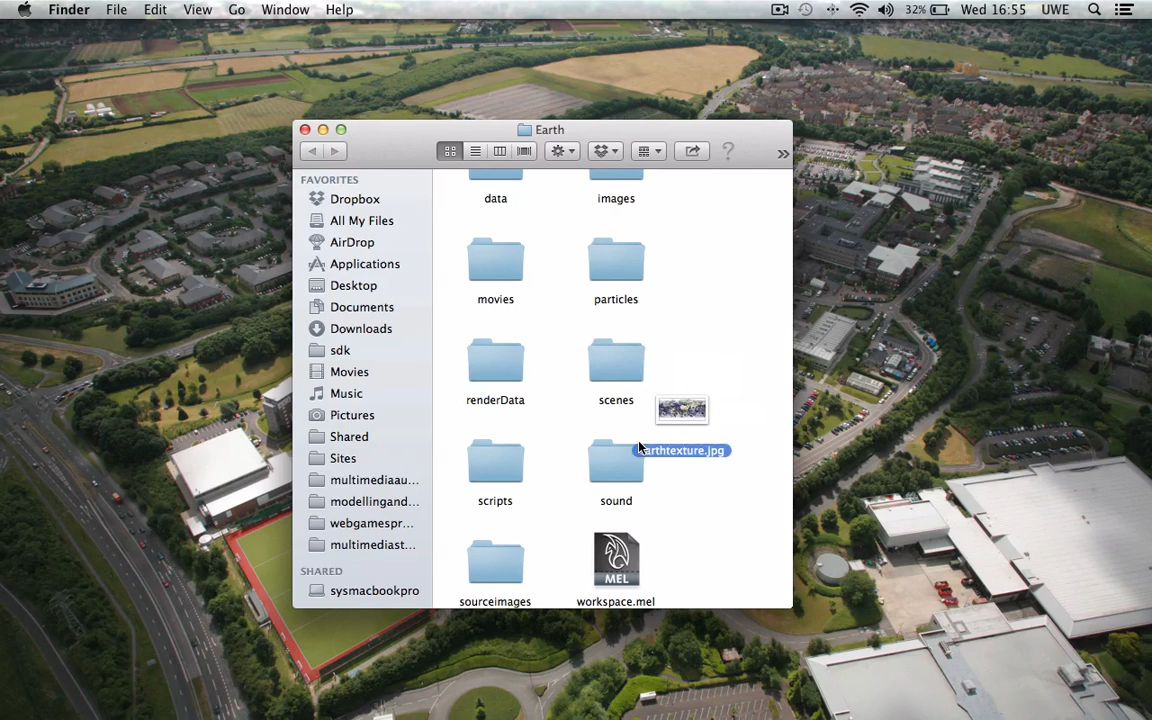 Finder File Edit View Go Window Help 32% Wed 16:55 UWE
Earth
FAVORITES
Dropbox
All My Files
AirDrop
Applications
Desktop
Documents
Downloads
sdk
Movies
Music
Pictures
Shared
Sites
multimediaau...
modellingand...
webgamespr...
multimediast...
SHARED
sysmacbookpro
data images
movies particles
renderData scenes
earthtexture.jpg
scripts sound
MEL
sourceimages workspace.mel